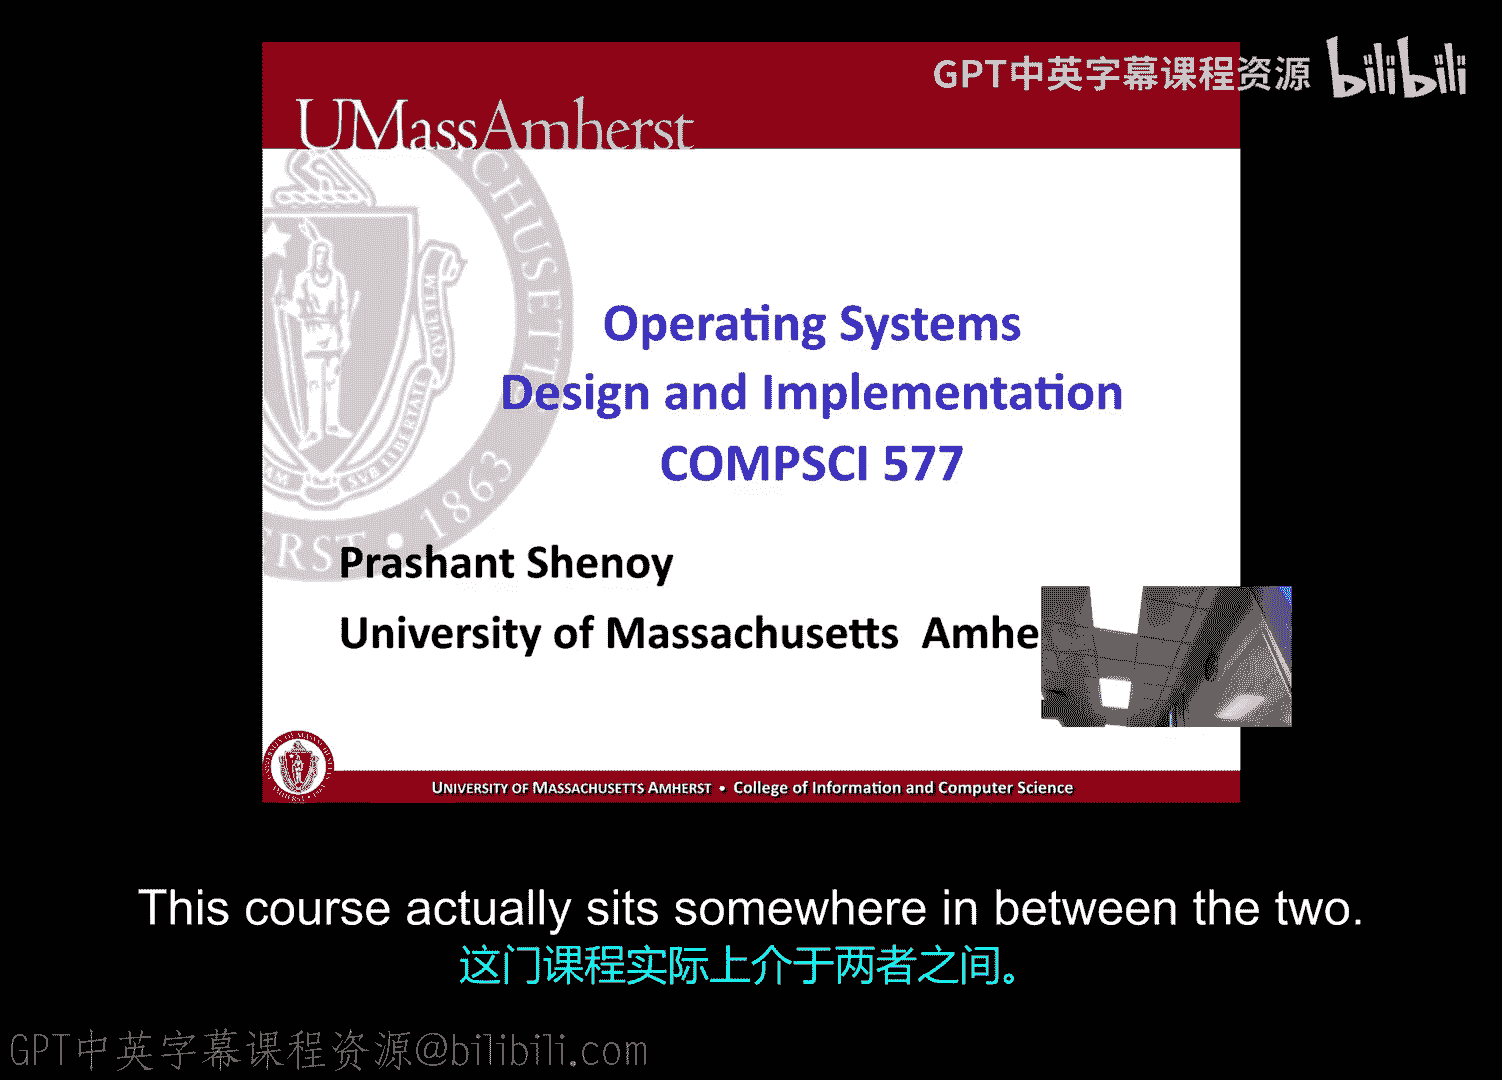 GPT中英字幕课程资源 bilibili
UMassAmherst
Operating Systems
Design and Implementation
COMPSCI 577
Prashant Shenoy
University of Massachusetts Amhe
1863
UNIVERSITY OF MASSACHUSETTS AMHERST • College of Information and Computer Science
This course actually sits somewhere in between the two.
这门课程实际上介于两者之间。
GPT中英字幕课程资源@bilibili.com